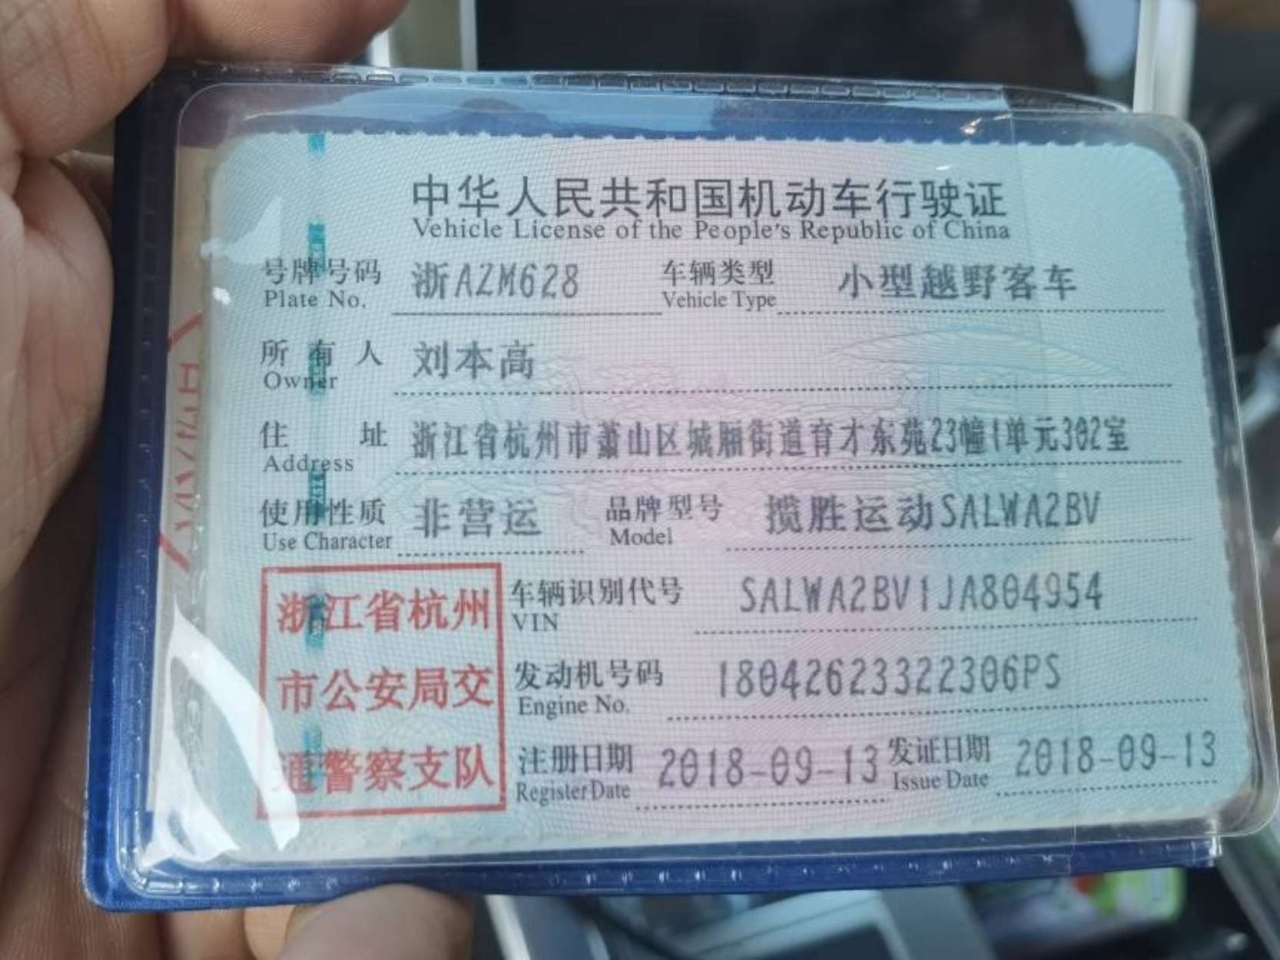 中华人民共和国机动车行驶证
Vehicle License of the People's Republic of China
号牌号码 浙AZM628 车辆类型 小型越野客车
Plate No. Vehicle Type
所有人 刘本高
Owner
住址 浙江省杭州市萧山区城厢街道育才东苑23幢1单元302室
Address
使用性质 非营运 品牌型号 揽胜运动SALWA2BV
Use Character Model
浙江省杭州
市公安局交
通警察支队
车辆识别代号 SALWA2BV1JA804954
VIN
发动机号码 18042623322306PS
Engine No.
注册日期 2018-09-13 发证日期 2018-09-13
Register Date Issue Date